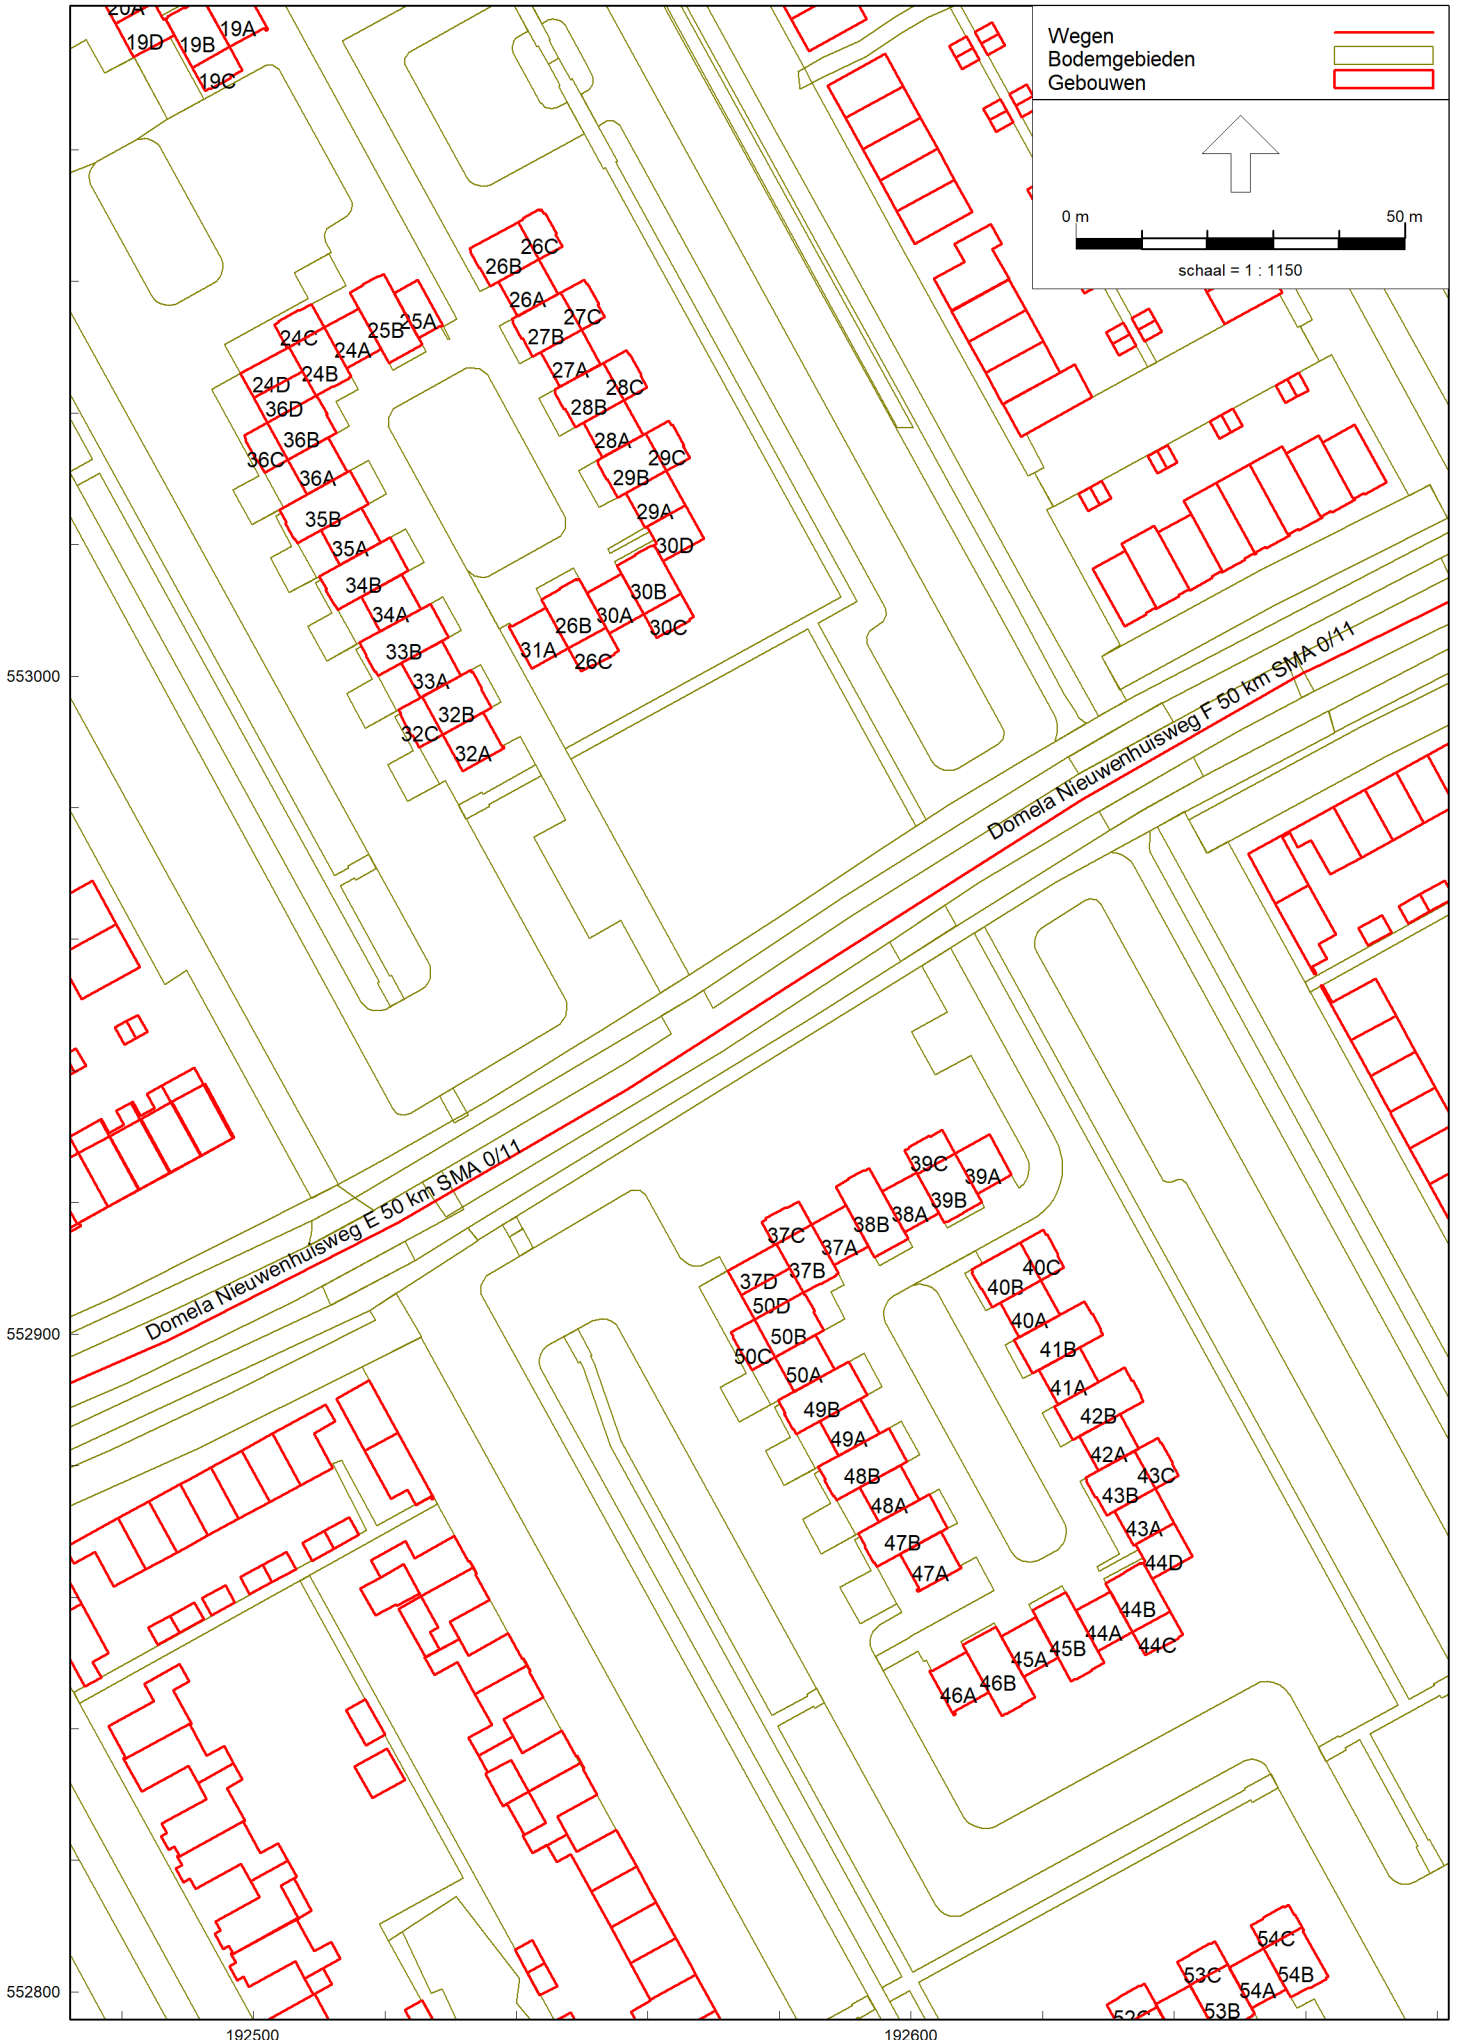 20A
19D
19B
19A
19C
Wegen
Bodemgebieden
Gebouwen
0 m
50 m
schaal = 1 : 1150
26C
26B
26A
27C
27B
27A
28C
28B
28A
29C
29B
29A
30D
30B
30A
30C
26B
26C
31A
24C
25B
25A
24A
24B
24D
36D
36B
36C
36A
35B
35A
34B
34A
33B
33A
32B
32C
32A
553000
Domela Nieuwenhuisweg F 50 km SMA 0/11
Domela Nieuwenhuisweg E 50 km SMA 0/11
39C
39A
39B
38A
38B
37C
37A
37B
37D
50D
50B
50C
50A
49B
49A
48B
48A
47B
47A
40C
40B
40A
41B
41A
42B
42A
43C
43B
43A
44D
44B
44A
44C
45B
45A
46B
46A
552900
54C
54B
54A
53C
53B
52C
552800
192500
192600